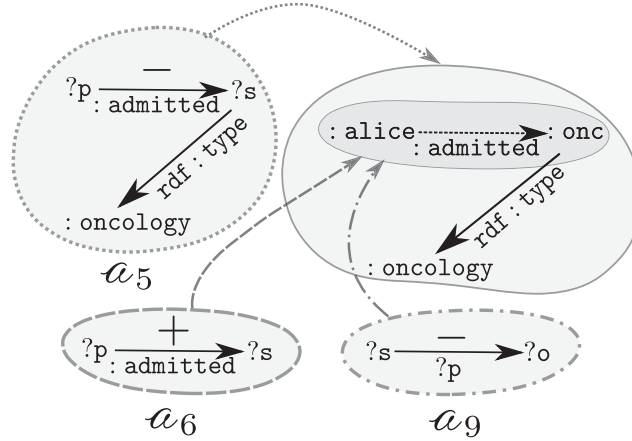 −
?p ?s
:admitted
rdf:type
:oncology
a5
:alice :onc
:admitted
rdf:type
:oncology
+
?p ?s
:admitted
a6
−
?s ?o
?p
a9